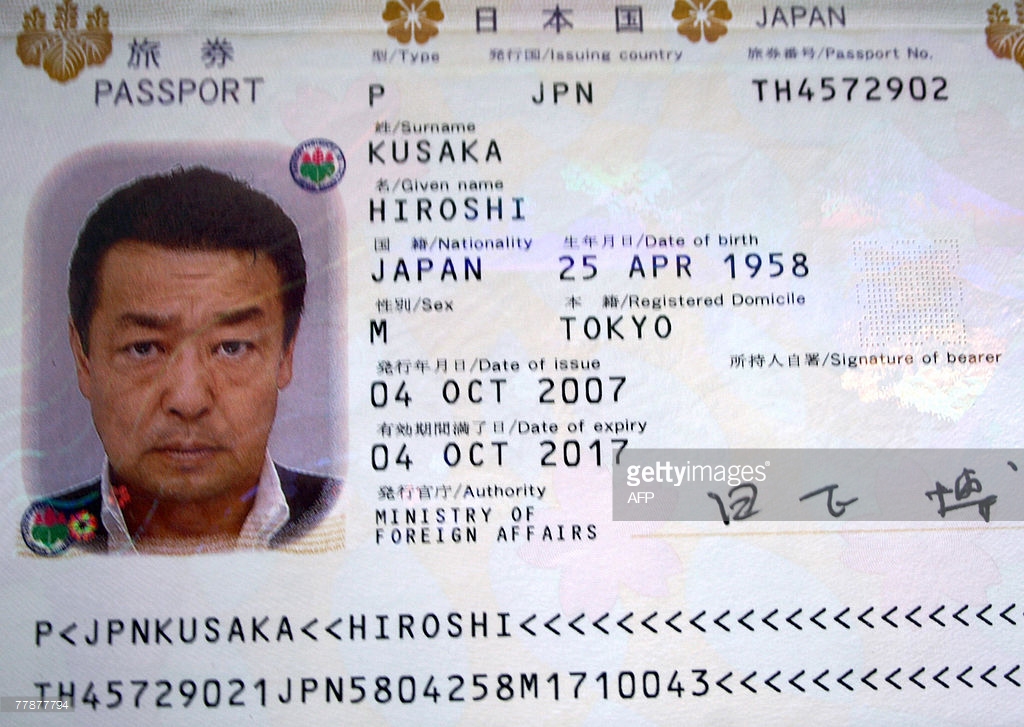 日本国 JAPAN
旅券
PASSPORT
型/Type 発行国/Issuing country 旅券番号/Passport No.
P JPN TH4572902
姓/Surname
KUSAKA
名/Given name
HIROSHI
国 籍/Nationality 生年月日/Date of birth
JAPAN 25 APR 1958
性別/Sex 本 籍/Registered Domicile
M TOKYO
発行年月日/Date of issue 所持人自署/Signature of bearer
04 OCT 2007
有効期間満了日/Date of expiry
04 OCT 2017
gettyimages®
AFP
発行官庁/Authority
MINISTRY OF
FOREIGN AFFAIRS
P<JPNKUSAKA<<HIROSHI<<<<<<<<<<<<<<<<<<<<<
TH45729021JPN5804258M1710043<<<<<<<<<<<<<
77877794